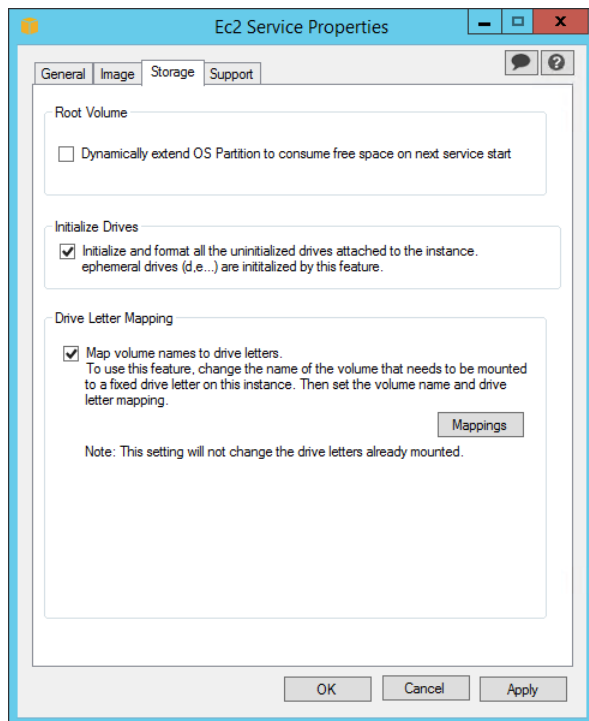 Ec2 Service Properties
General
Image
Storage
Support
Root Volume
Dynamically extend OS Partition to consume free space on next service start
Initialize Drives
Initialize and format all the uninitialized drives attached to the instance.
ephemeral drives (d,e...) are inititalized by this feature.
Drive Letter Mapping
Map volume names to drive letters.
To use this feature, change the name of the volume that needs to be mounted
to a fixed drive letter on this instance. Then set the volume name and drive
letter mapping.
Mappings
Note: This setting will not change the drive letters already mounted.
OK
Cancel
Apply